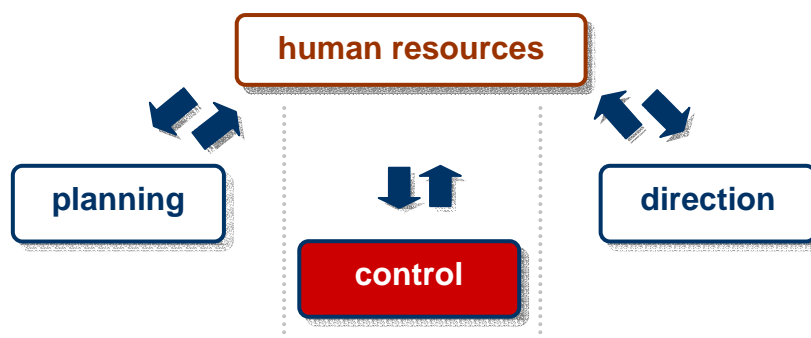 human resources
planning
direction
control